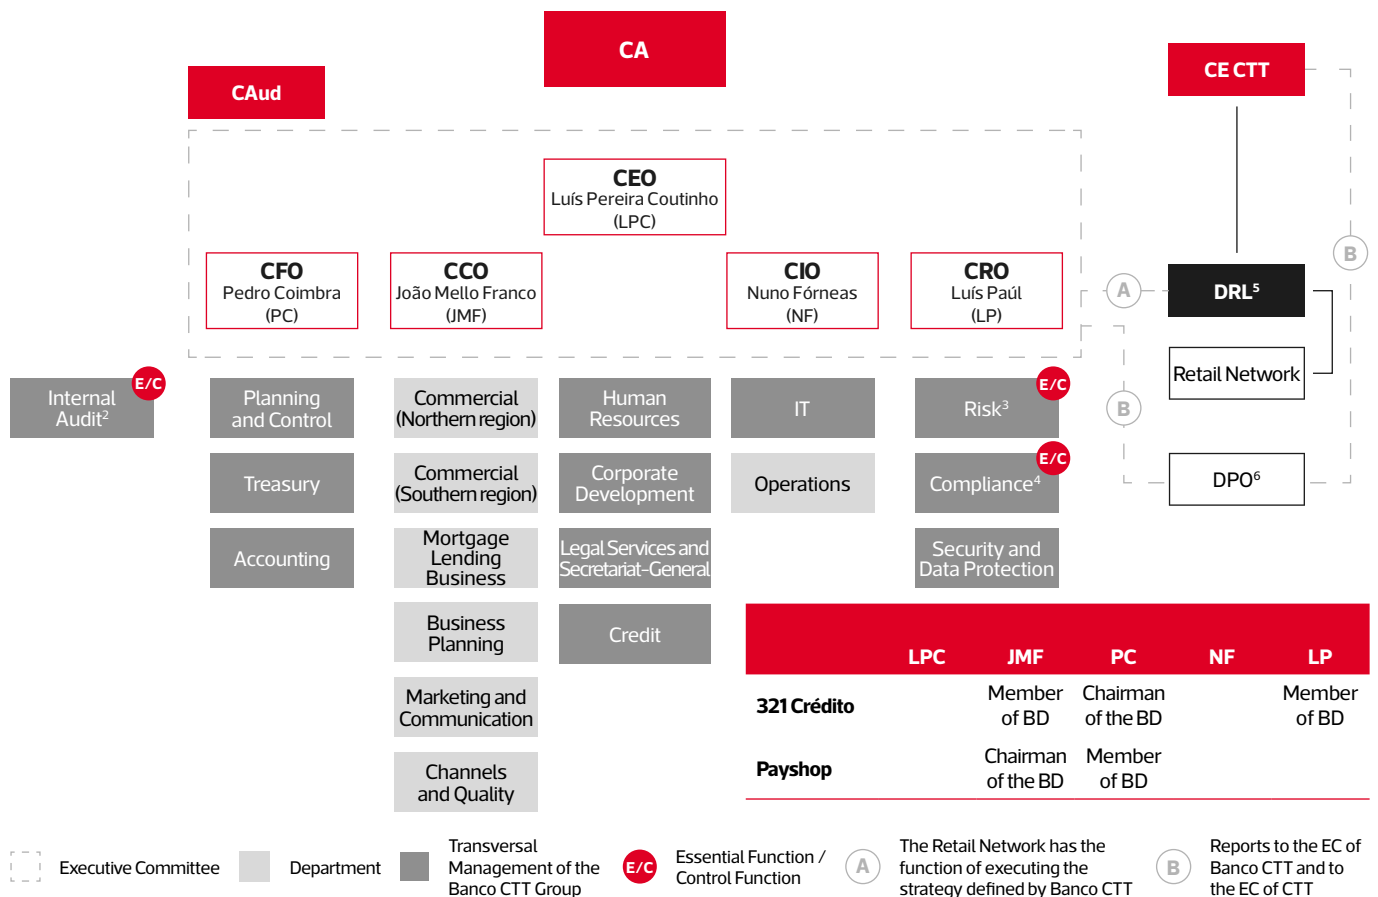 CA
CE CTT
CAud
CEO
Luís Pereira Coutinho
(LPC)
CFO
Pedro Coimbra
(PC)
CCO
João Mello Franco
(JMF)
CIO
Nuno Fórneas
(NF)
CRO
Luís Paúl
(LP)
A
B
DRL5
Retail Network
B
DPO6
Internal
Audit2
E/C
Planning
and Control
Treasury
Accounting
Commercial
(Northern region)
Commercial
(Southern region)
Mortgage
Lending
Business
Business
Planning
Marketing and
Communication
Channels
and Quality
Human
Resources
Corporate
Development
Legal Services and
Secretariat-General
Credit
IT
Operations
Risk3
E/C
Compliance4
E/C
Security and
Data Protection
LPC JMF PC NF LP
321 Crédito
Member
of BD
Chairman
of the BD
Member
of BD
Payshop
Chairman
of the BD
Member
of BD
Executive Committee
Department
Transversal
Management of the
Banco CTT Group
E/C
Essential Function /
Control Function
A
The Retail Network has the
function of executing the
strategy defined by Banco CTT
B
Reports to the EC of
Banco CTT and to
the EC of CTT